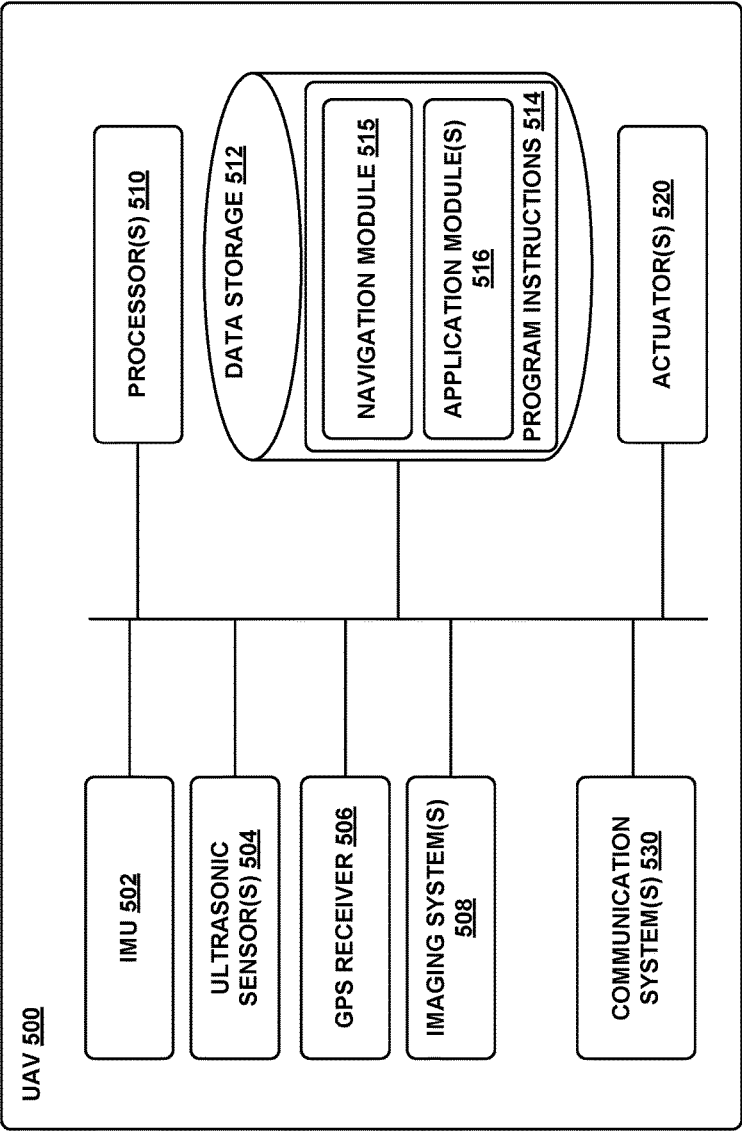 UAV 500
IMU 502
ULTRASONIC
SENSOR(S) 504
GPS RECEIVER 506
IMAGING SYSTEM(S)
508
COMMUNICATION
SYSTEM(S) 530
PROCESSOR(S) 510
DATA STORAGE 512
NAVIGATION MODULE 515
APPLICATION MODULE(S)
516
PROGRAM INSTRUCTIONS 514
ACTUATOR(S) 520